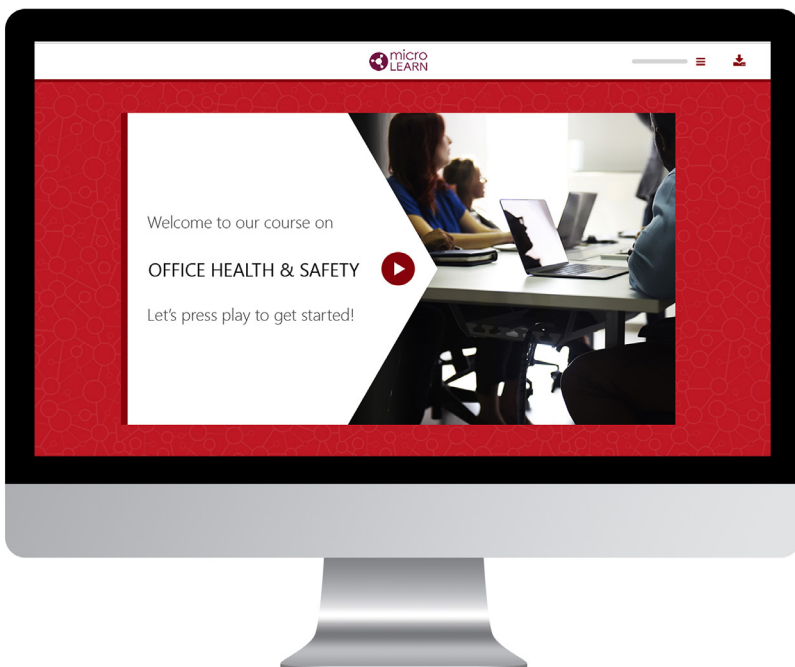 micro
LEARN
Welcome to our course on
OFFICE HEALTH & SAFETY
Let's press play to get started!